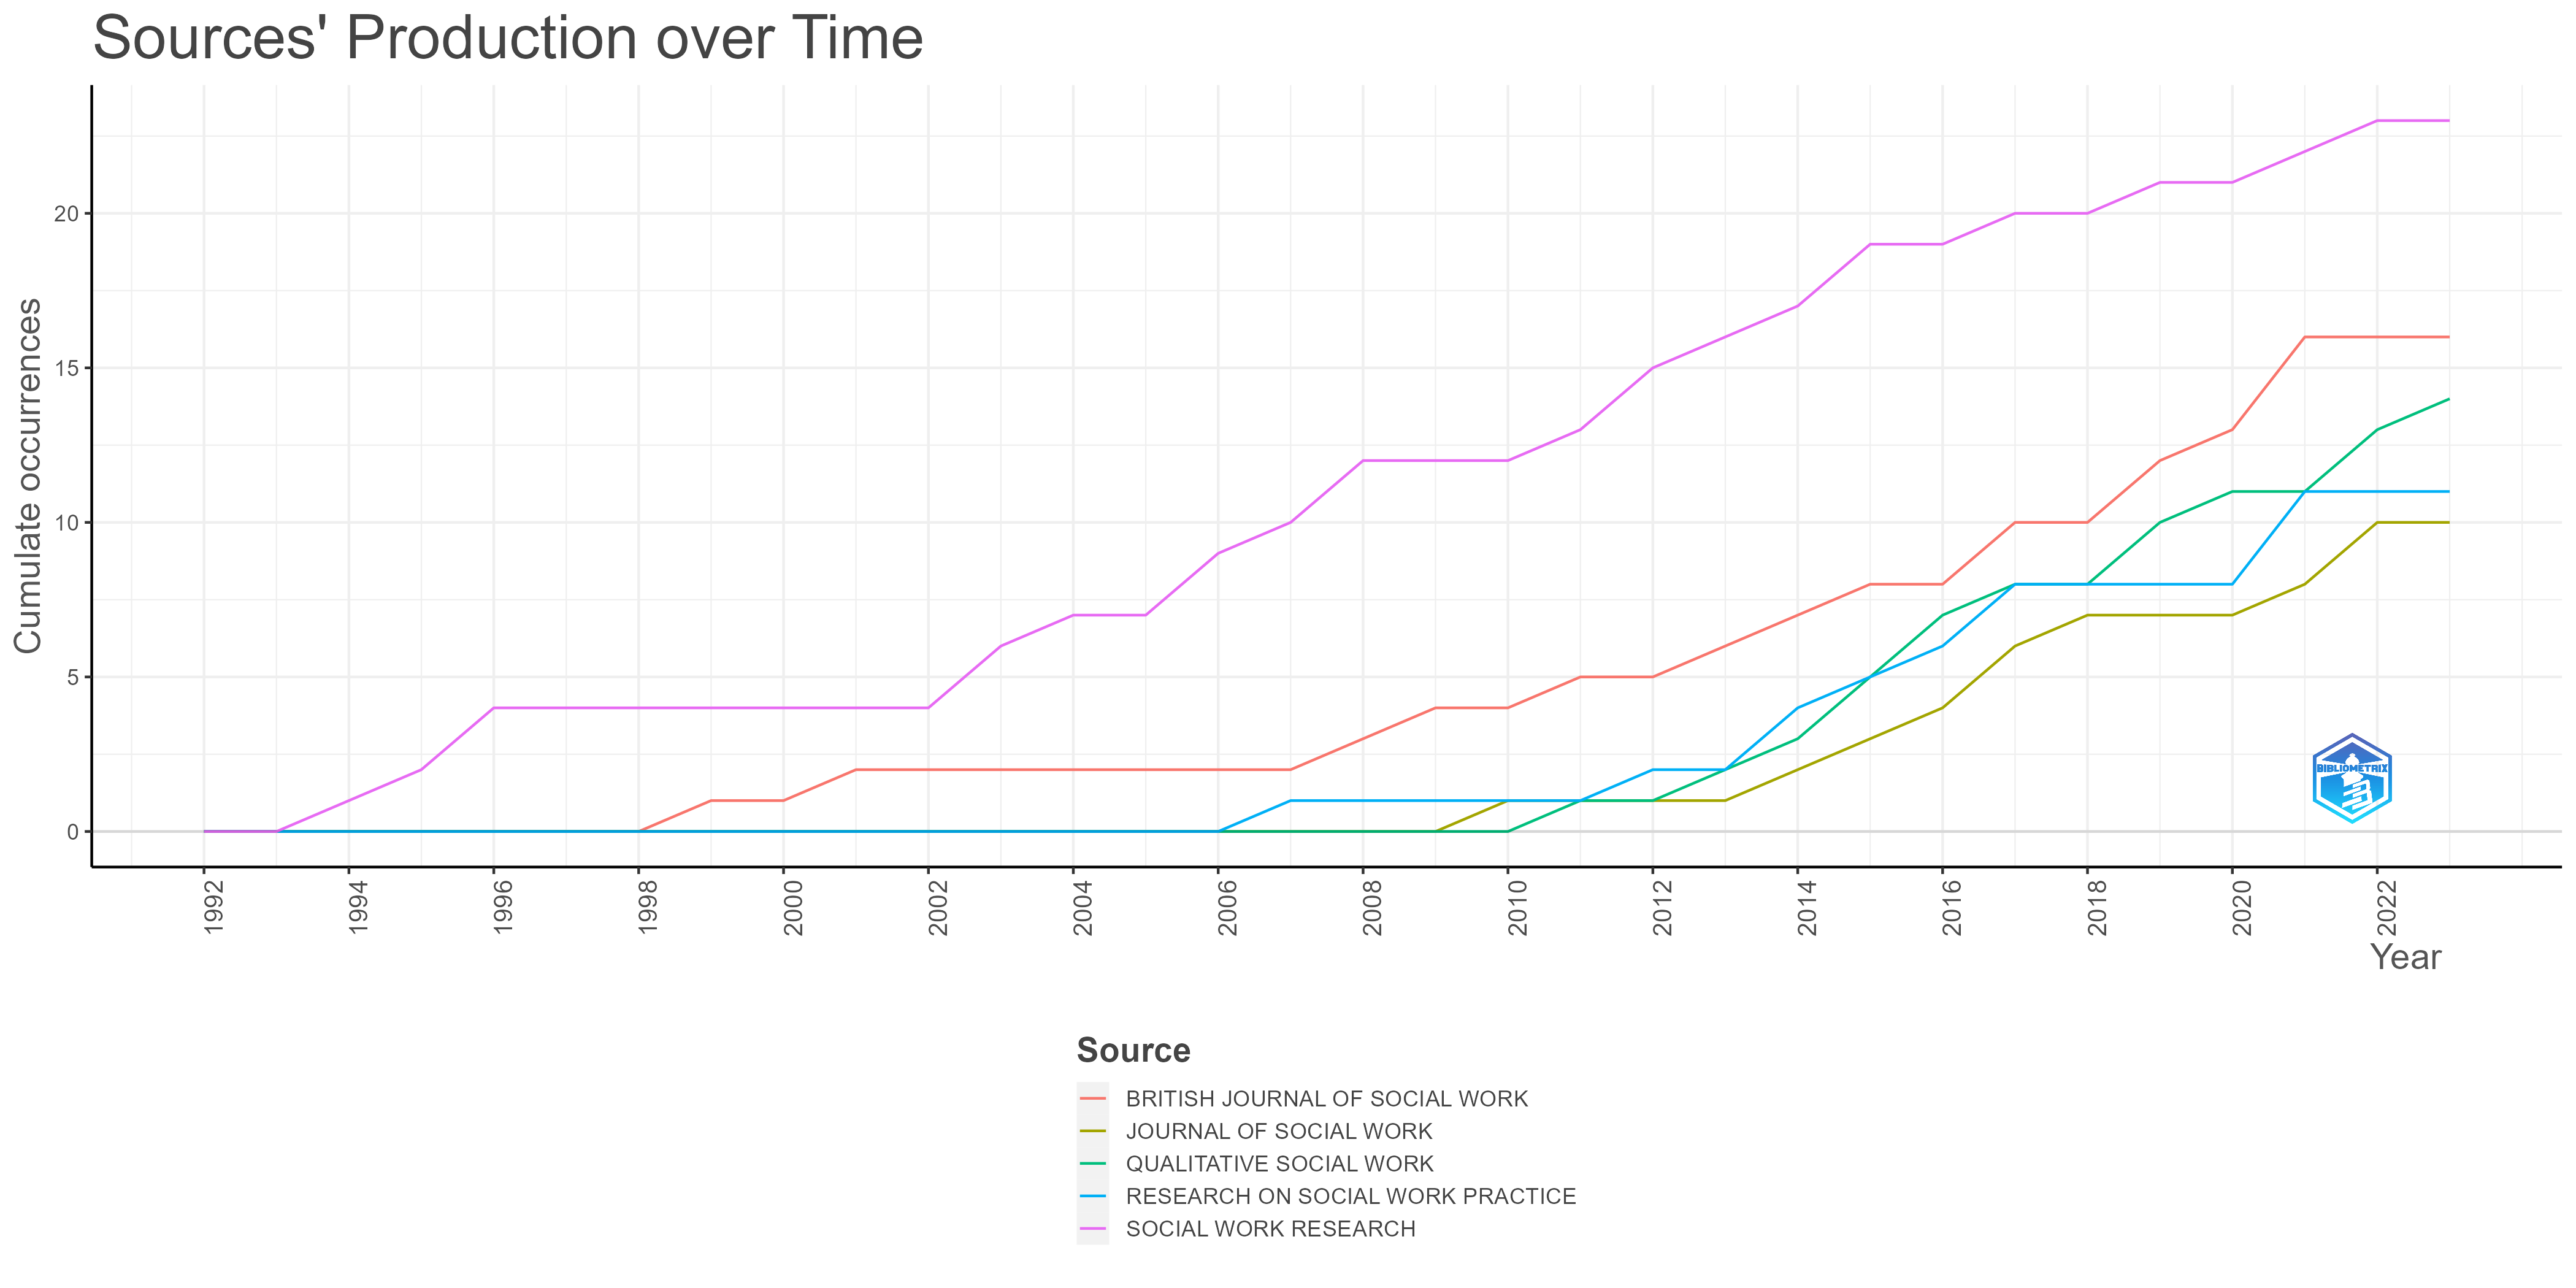 Sources' Production over Time
Cumulate occurrences
20
15
10
5
0
1992
1994
1996
1998
2000
2002
2004
2006
2008
2010
2012
2014
2016
2018
2020
2022
Year
BIBLIOMETRIX
Source
BRITISH JOURNAL OF SOCIAL WORK
JOURNAL OF SOCIAL WORK
QUALITATIVE SOCIAL WORK
RESEARCH ON SOCIAL WORK PRACTICE
SOCIAL WORK RESEARCH